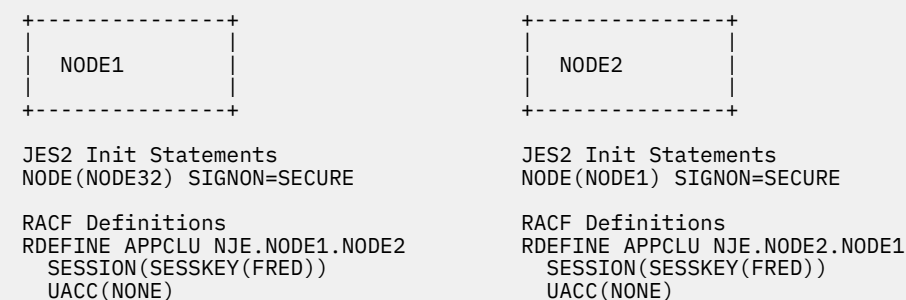 NODE1
NODE2
JES2 Init Statements
NODE(NODE32) SIGNON=SECURE
RACF Definitions
RDEFINE APPCLU NJE.NODE1.NODE2
SESSION(SESSKEY(FRED))
UACC(NONE)
JES2 Init Statements
NODE(NODE1) SIGNON=SECURE
RACF Definitions
RDEFINE APPCLU NJE.NODE2.NODE1
SESSION(SESSKEY(FRED))
UACC(NONE)